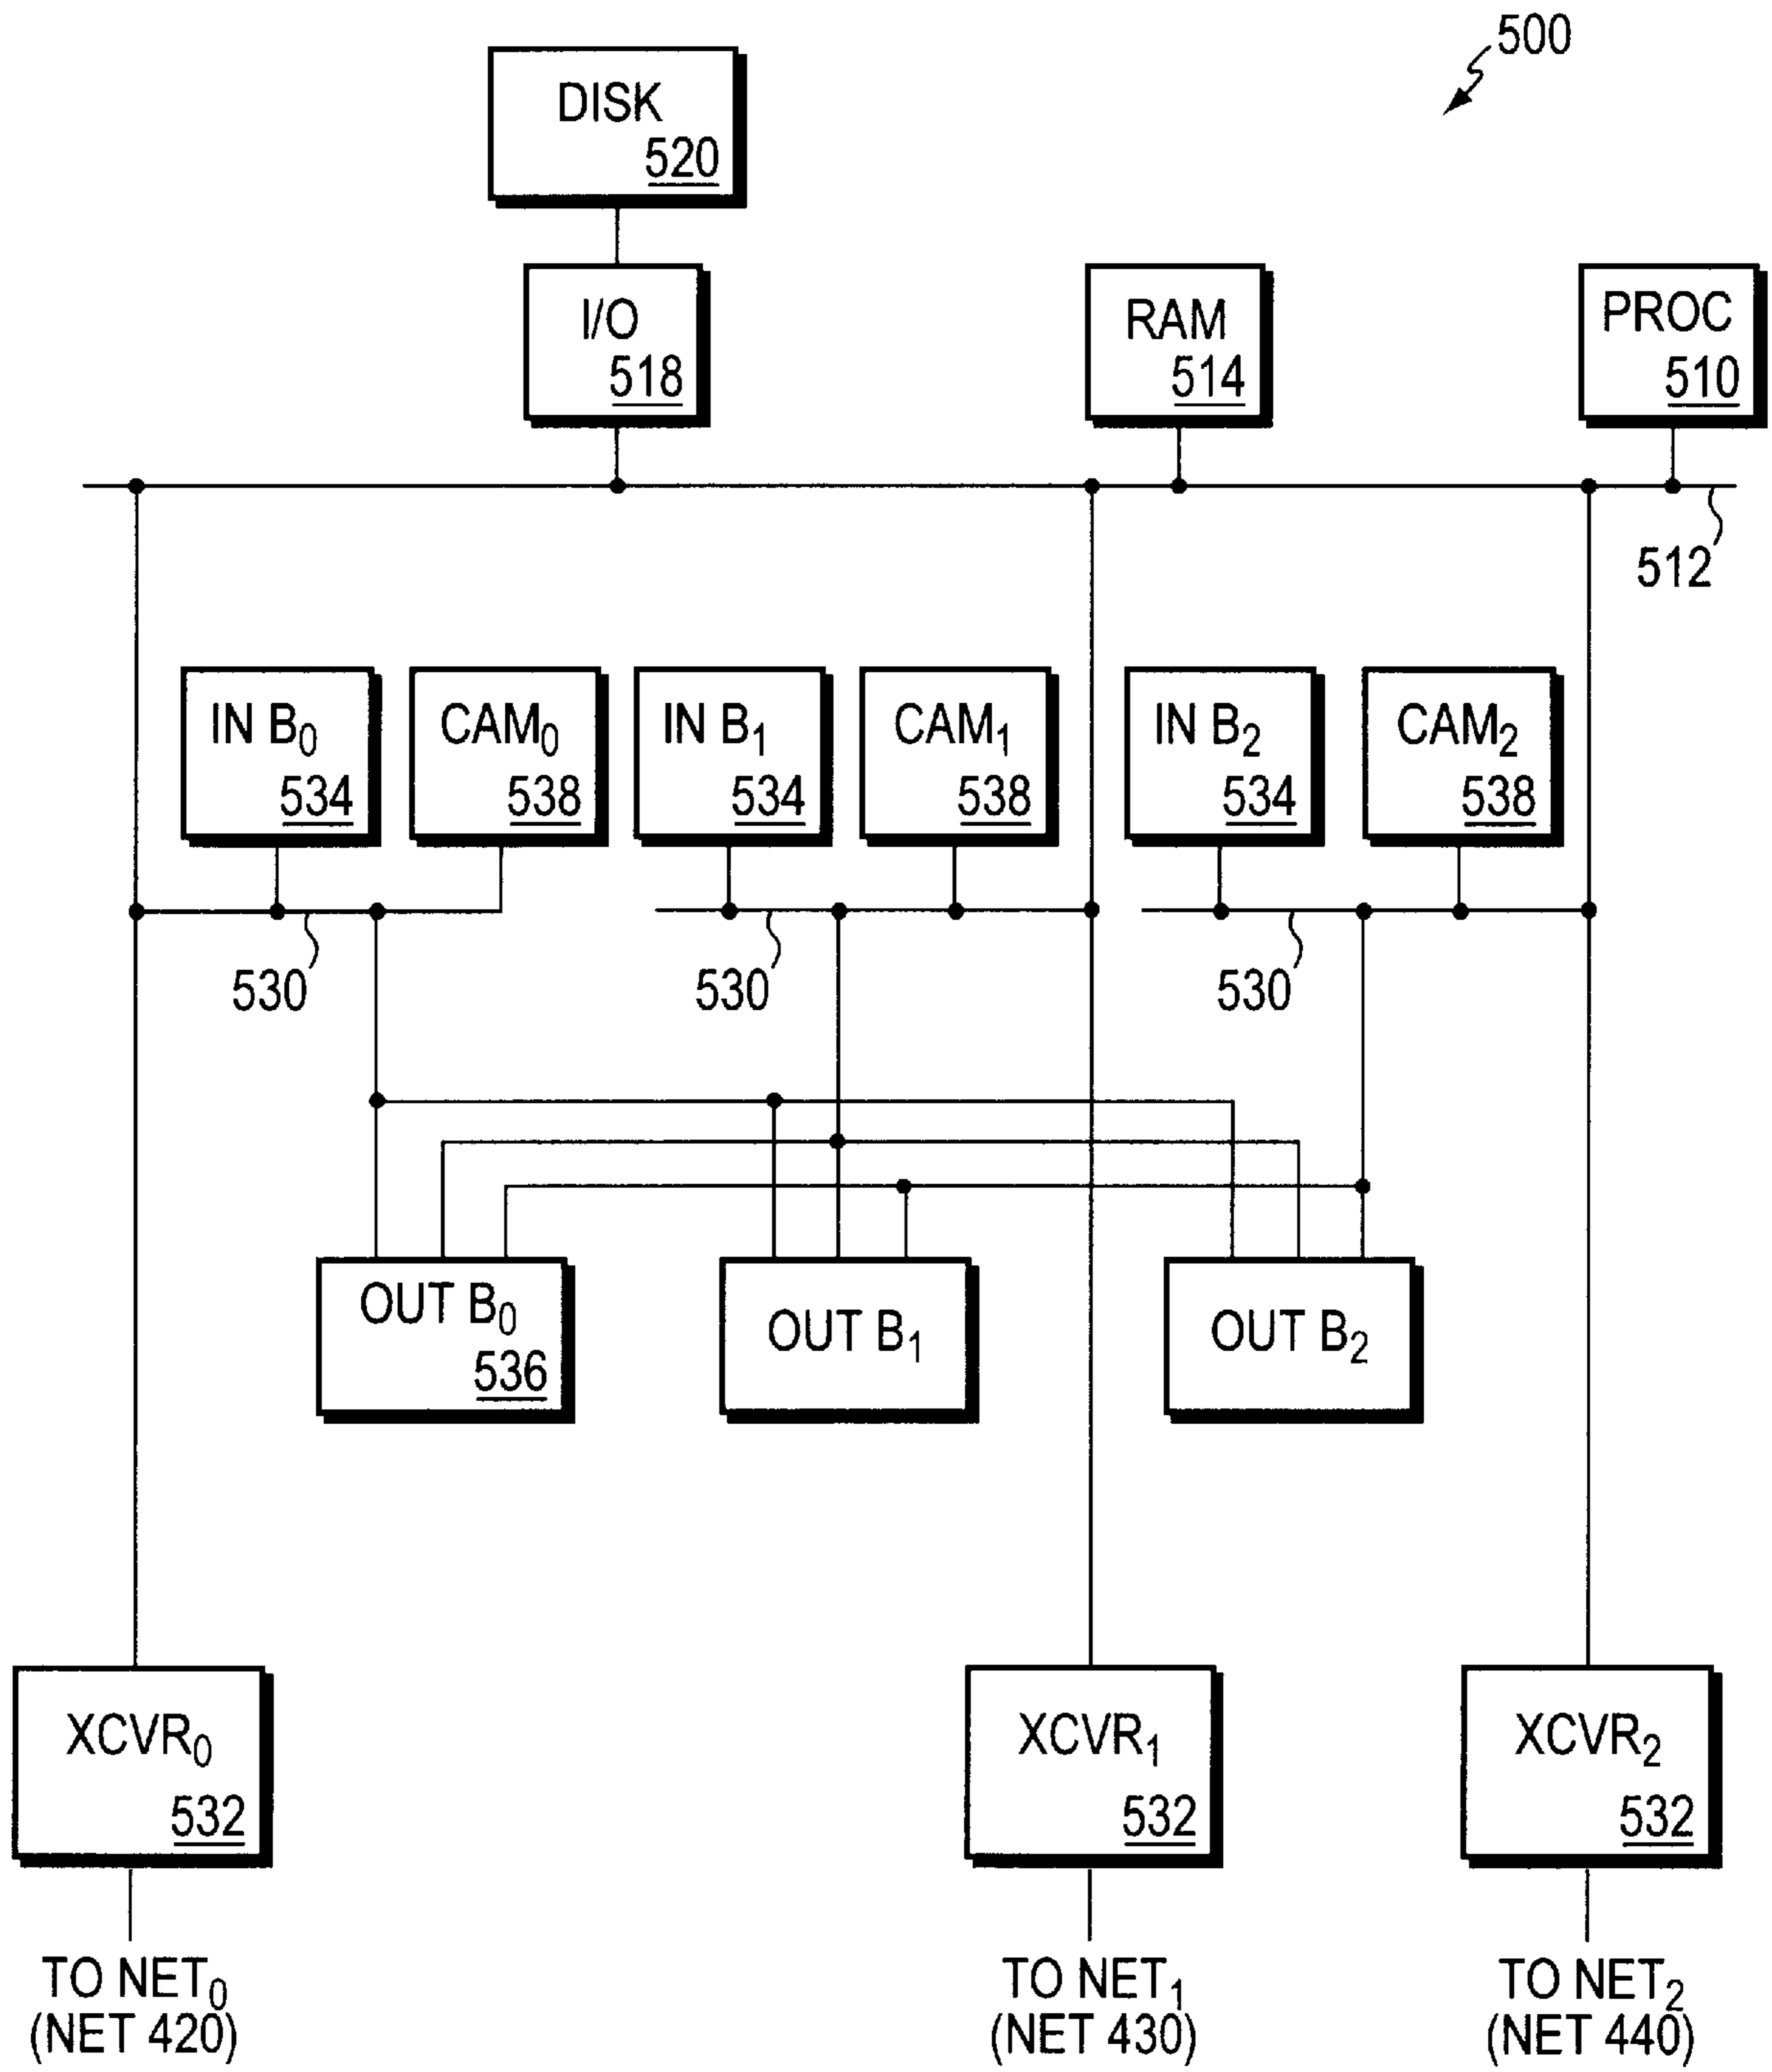 500
DISK
520
I/O
518
RAM
514
PROC
510
512
IN B0
534
CAM0
538
IN B1
534
CAM1
538
IN B2
534
CAM2
538
530
530
530
OUT B0
536
OUT B1
OUT B2
XCVR0
532
XCVR1
532
XCVR2
532
TO NET0
(NET 420)
TO NET1
(NET 430)
TO NET2
(NET 440)